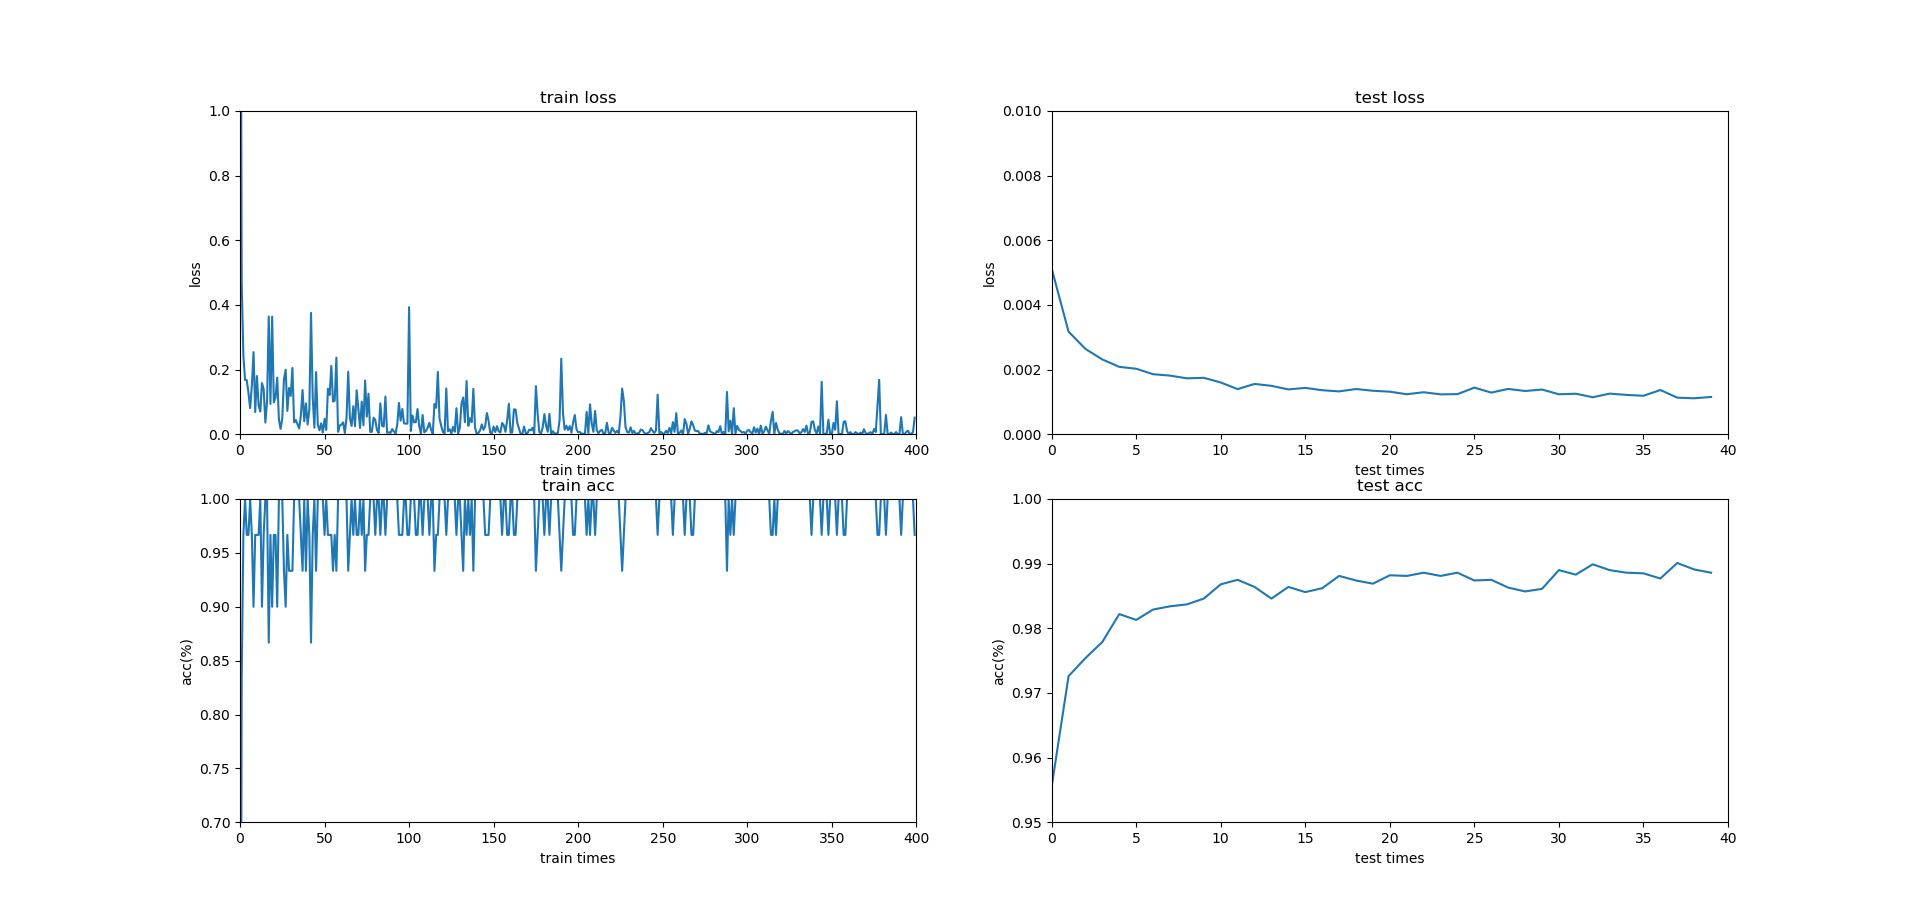 train loss
1.0
0.8
0.6
0.4
0.2
0.0
loss
0 50 100 150 200 250 300 350 400
train times
test loss
0.010
0.008
0.006
0.004
0.002
0.000
loss
0 5 10 15 20 25 30 35 40
test times
train acc
1.00
0.95
0.90
0.85
0.80
0.75
0.70
acc(%)
0 50 100 150 200 250 300 350 400
train times
test acc
1.00
0.99
0.98
0.97
0.96
0.95
acc(%)
0 5 10 15 20 25 30 35 40
test times